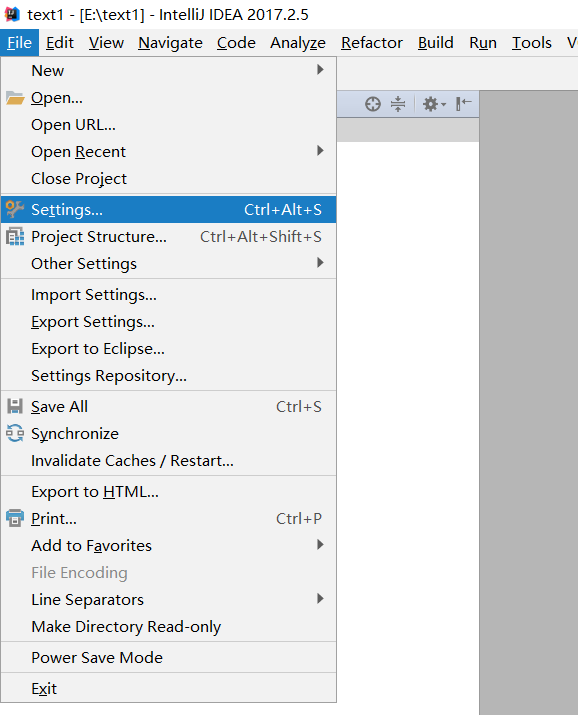 text1 - [E:\text1] - IntelliJ IDEA 2017.2.5
File Edit View Navigate Code Analyze Refactor Build Run Tools V
New
Open...
Open URL...
Open Recent
Close Project
Settings... Ctrl+Alt+S
Project Structure... Ctrl+Alt+Shift+S
Other Settings
Import Settings...
Export Settings...
Export to Eclipse...
Settings Repository...
Save All Ctrl+S
Synchronize
Invalidate Caches / Restart...
Export to HTML...
Print... Ctrl+P
Add to Favorites
File Encoding
Line Separators
Make Directory Read-only
Power Save Mode
Exit